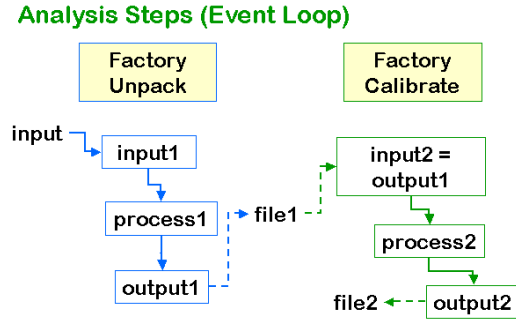 Analysis Steps (Event Loop)
Factory
Unpack
Factory
Calibrate
input
input1
process1
output1
file1
input2 =
output1
process2
output2
file2